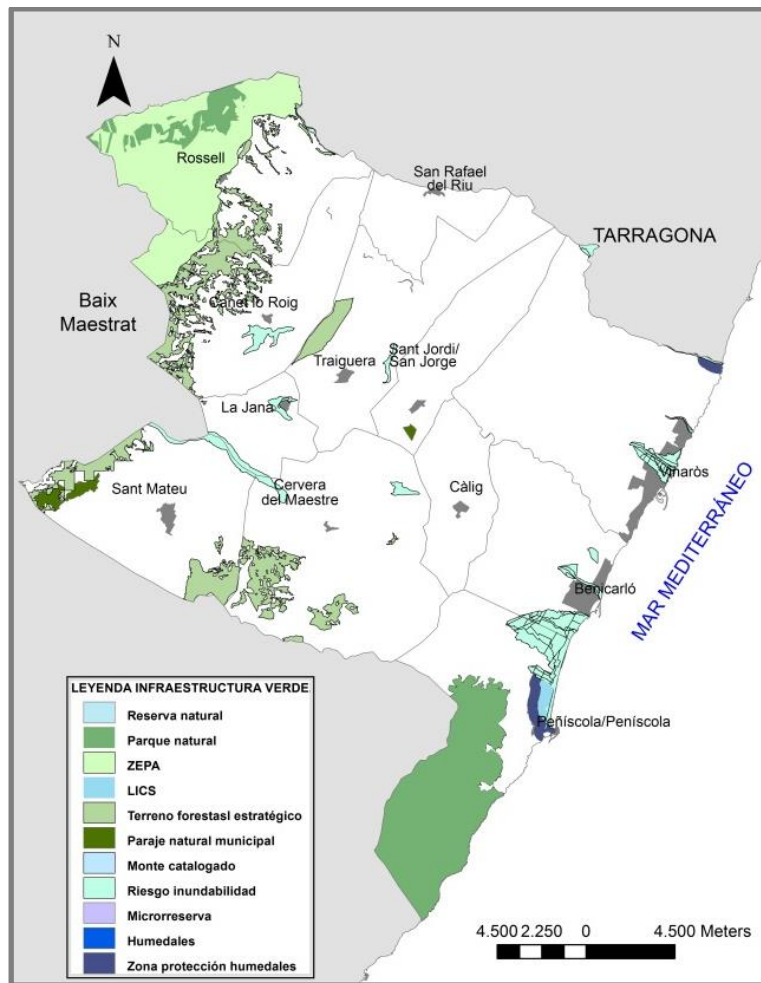 N
Rossell
San Rafael
del Riu
TARRAGONA
Baix
Maestrat
Canet lo Roig
Traiguera
Sant Jordi/
San Jorge
La Jana
Vinaròs
Sant Mateu
Cervera
del Maestre
Càlig
Benicarló
MAR MEDITERRÁNEO
Peñíscola/Peníscola
LEYENDA INFRAESTRUCTURA VERDE
Reserva natural
Parque natural
ZEPA
LICS
Terreno forestasl estratégico
Paraje natural municipal
Monte catalogado
Riesgo inundabilidad
Microrreserva
Humedales
Zona protección humedales
4.500 2.250 0 4.500 Meters